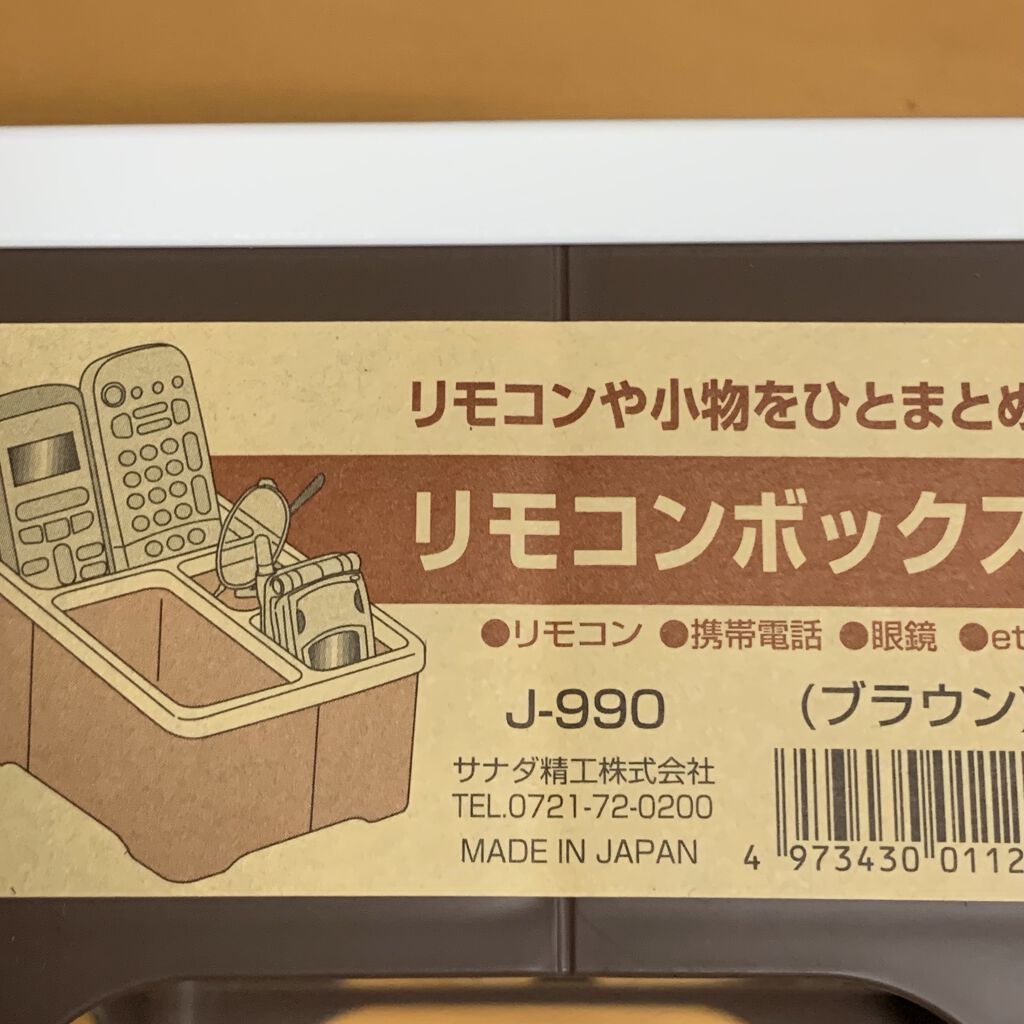 リモコンや小物をひとまとめ
リモコンボックス
●リモコン ●携帯電話 ●眼鏡 ●et
J-990 (ブラウン)
サナダ精工株式会社
TEL.0721-72-0200
MADE IN JAPAN
4 973430 0112